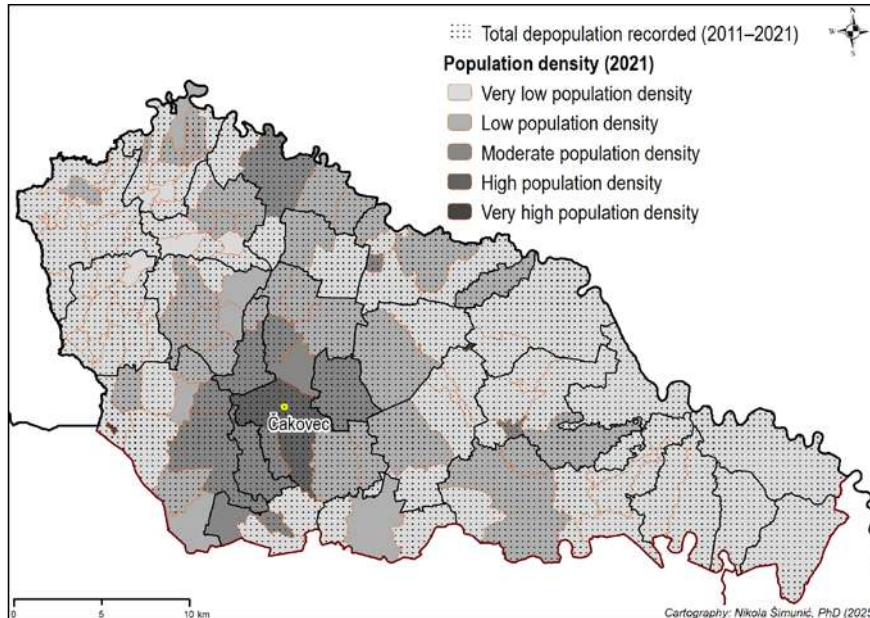 Total depopulation recorded (2011–2021)
N
W
E
S
Population density (2021)
Very low population density
Low population density
Moderate population density
High population density
Very high population density
Čakovec
0 5 10 km
Cartography: Nikola Šimunić, PhD (2025